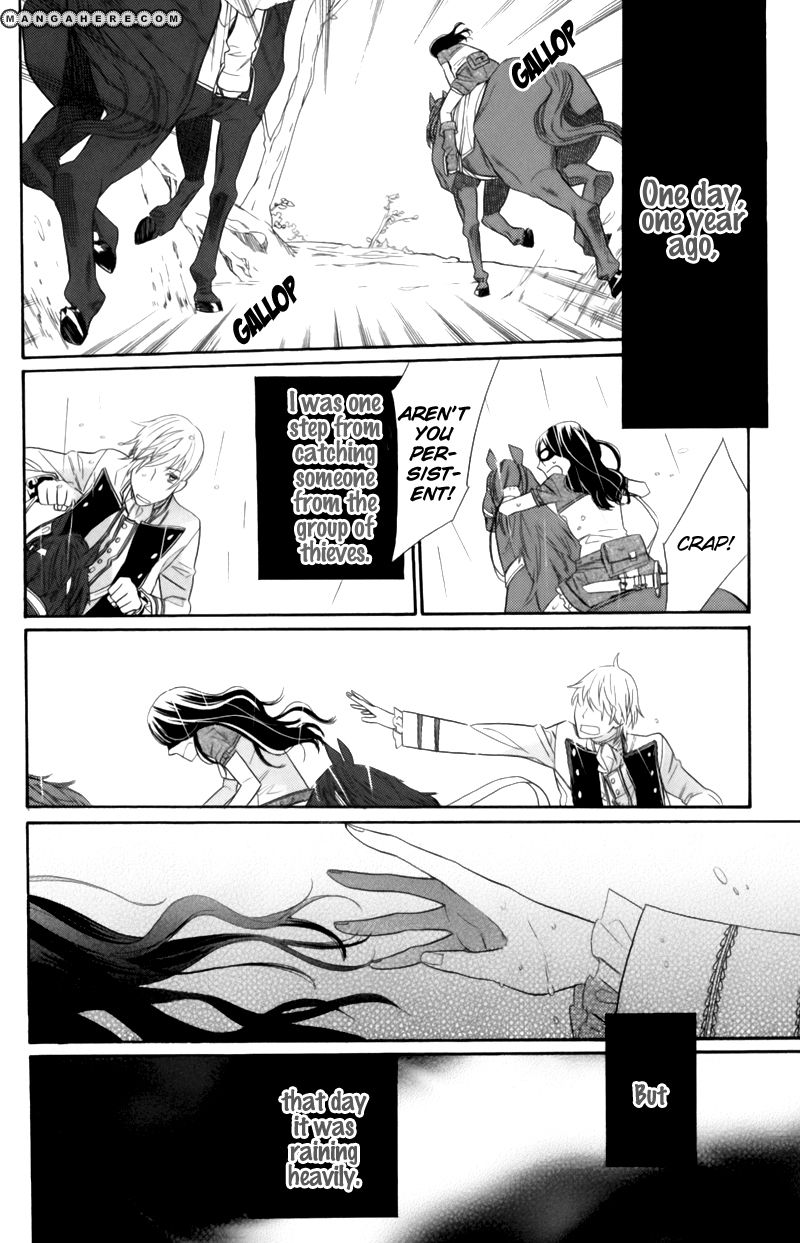 MANGAHERE.COM
GALLOP
One day,
one year
ago,
GALLOP
CRAP!
AREN'T
YOU
PER-
SIST-
ENT!
I was one
step from
catching
someone
from the
group of
thieves.
But
that day
it was
raining
heavily.